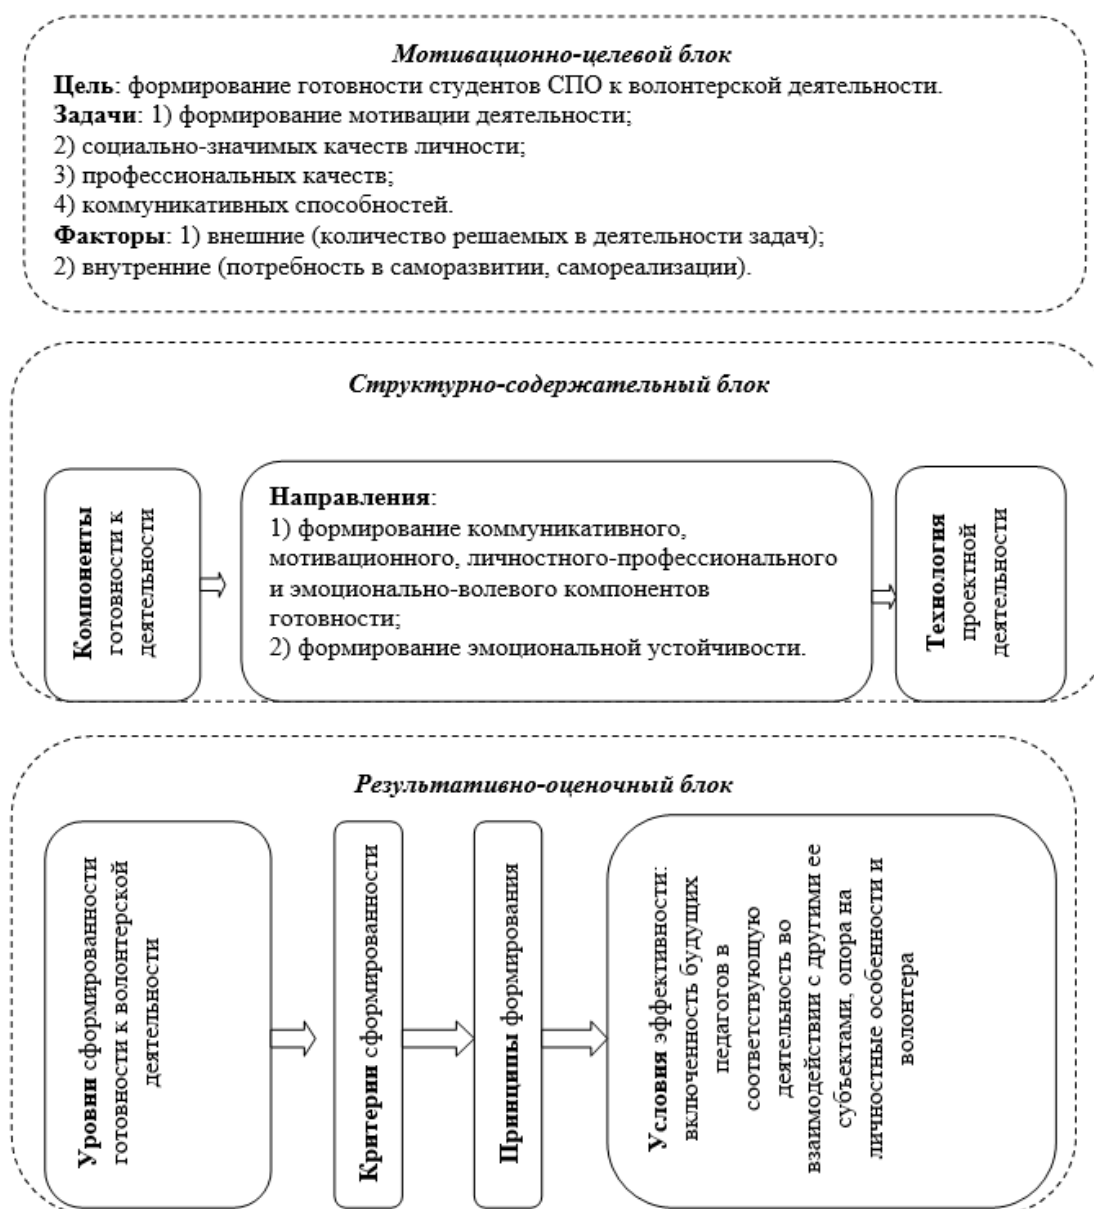 Мотивационно-целевой блок
Цель: формирование готовности студентов СПО к волонтерской деятельности.
Задачи: 1) формирование мотивации деятельности;
2) социально-значимых качеств личности;
3) профессиональных качеств;
4) коммуникативных способностей.
Факторы: 1) внешние (количество решаемых в деятельности задач);
2) внутренние (потребность в саморазвитии, самореализации).
Структурно-содержательный блок
Компоненты
готовности к
деятельности
Направления:
1) формирование коммуникативного,
мотивационного, личностного-профессионального
и эмоционально-волевого компонентов
готовности;
2) формирование эмоциональной устойчивости.
Технология
проектной
деятельности
Результативно-оценочный блок
Уровни сформированности
готовности к волонтерской
деятельности
Критерии сформированности
Принципы формирования
Условия эффективности:
включенность будущих
педагогов в
соответствующую
деятельность во
взаимодействии с другими ее
субъектами, опора на
личностные особенности и
волонтера